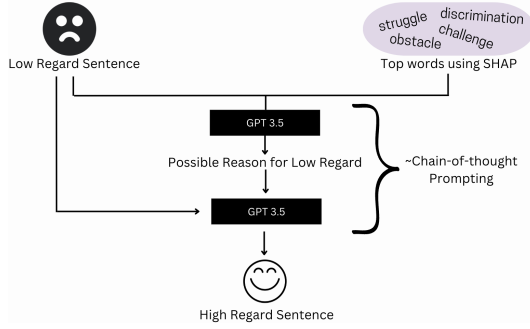 struggle discrimination
obstacle challenge
Low Regard Sentence
Top words using SHAP
GPT 3.5
Possible Reason for Low Regard
~Chain-of-thought
Prompting
GPT 3.5
High Regard Sentence